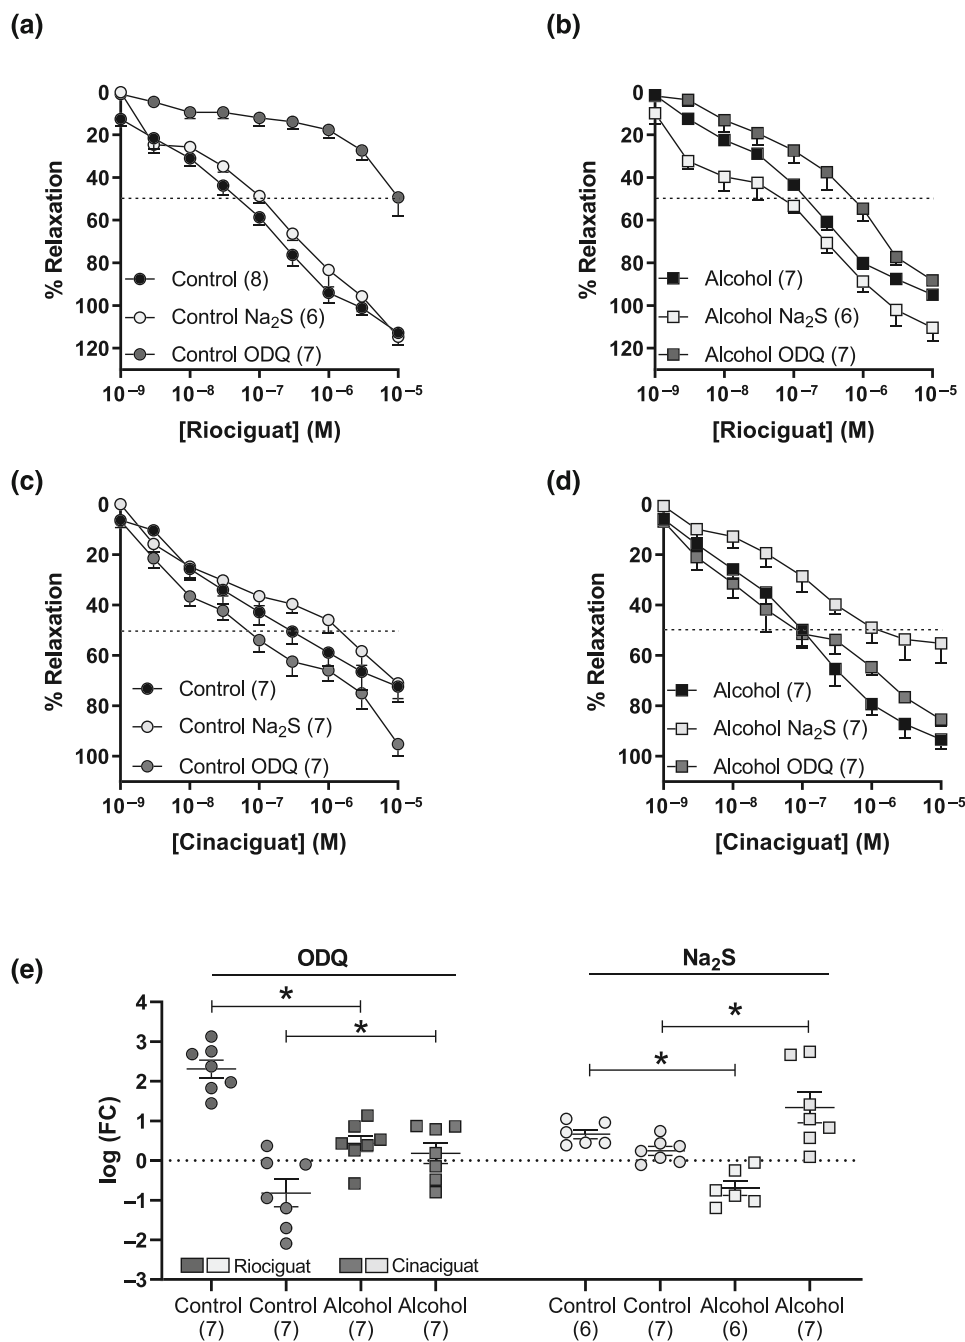 (a)
0
20
40
60
80
100
120
% Relaxation
Control (8)
Control Na₂S (6)
Control ODQ (7)
10⁻⁹ 10⁻⁸ 10⁻⁷ 10⁻⁶ 10⁻⁵
[Riociguat] (M)
(b)
0
20
40
60
80
100
120
% Relaxation
Alcohol (7)
Alcohol Na₂S (6)
Alcohol ODQ (7)
10⁻⁹ 10⁻⁸ 10⁻⁷ 10⁻⁶ 10⁻⁵
[Riociguat] (M)
(c)
0
20
40
60
80
100
% Relaxation
Control (7)
Control Na₂S (7)
Control ODQ (7)
10⁻⁹ 10⁻⁸ 10⁻⁷ 10⁻⁶ 10⁻⁵
[Cinaciguat] (M)
(d)
0
20
40
60
80
100
% Relaxation
Alcohol (7)
Alcohol Na₂S (7)
Alcohol ODQ (7)
10⁻⁹ 10⁻⁸ 10⁻⁷ 10⁻⁶ 10⁻⁵
[Cinaciguat] (M)
(e)
ODQ Na₂S
* *
* *
4
3
2
1
0
−1
−2
−3
log (FC)
Riociguat Cinaciguat
Control Control Alcohol Alcohol Control Control Alcohol Alcohol
(7) (7) (7) (7) (6) (7) (6) (7)